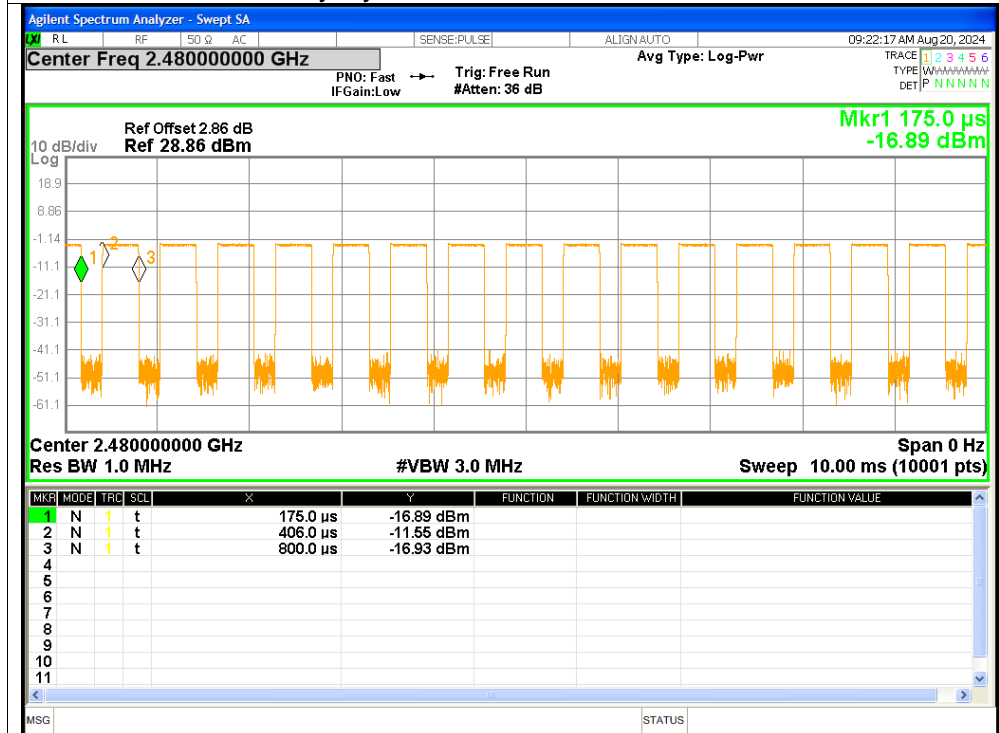 Agilent Spectrum Analyzer - Swept SA
LXI RL RF 50 Ω AC SENSE:PULSE ALIGN AUTO 09:22:17 AM Aug 20, 2024
Center Freq 2.480000000 GHz
PNO: Fast
IFGain:Low
Trig: Free Run
#Atten: 36 dB
Avg Type: Log-Pwr
TRACE 1 2 3 4 5 6
TYPE W
DET P N N N N N
Mkr1 175.0 µs
-16.89 dBm
Ref Offset 2.86 dB
10 dB/div Ref 28.86 dBm
Log
18.9
8.86
-1.14
-11.1
-21.1
-31.1
-41.1
-51.1
-61.1
1
2
3
Center 2.480000000 GHz Span 0 Hz
Res BW 1.0 MHz #VBW 3.0 MHz Sweep 10.00 ms (10001 pts)
MKR MODE TRC SCL X Y FUNCTION FUNCTION WIDTH FUNCTION VALUE
1 N 1 t 175.0 µs -16.89 dBm
2 N 1 t 406.0 µs -11.55 dBm
3 N 1 t 800.0 µs -16.93 dBm
4
5
6
7
8
9
10
11
MSG STATUS